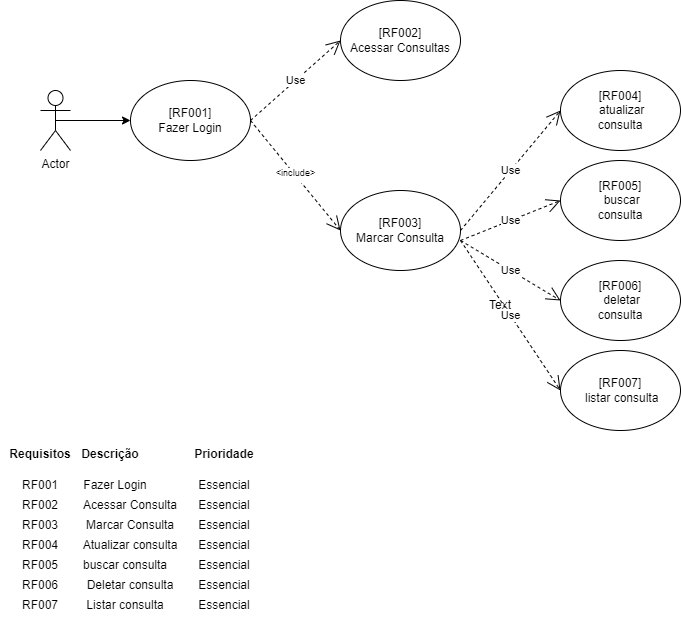 [RF002]
Acessar Consultas
Use
[RF001]
Fazer Login
Actor
<include>
[RF003]
Marcar Consulta
[RF004]
atualizar
consulta
Use
[RF005]
buscar
consulta
Use
[RF006]
deletar
consulta
Use
Text
Use
[RF007]
listar consulta
Requisitos Descrição Prioridade
RF001 Fazer Login Essencial
RF002 Acessar Consulta Essencial
RF003 Marcar Consulta Essencial
RF004 Atualizar consulta Essencial
RF005 buscar consulta Essencial
RF006 Deletar consulta Essencial
RF007 Listar consulta Essencial